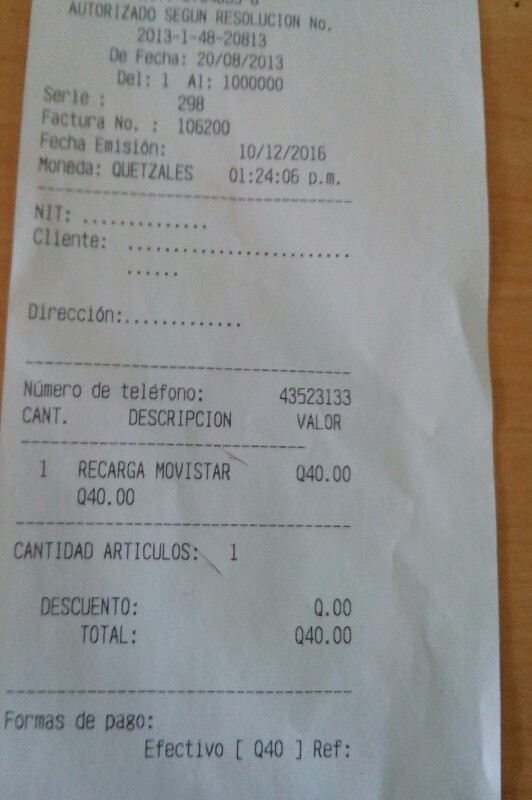 AUTORIZADO SEGUN RESOLUCION No.
2013-1-48-20813
De Fecha: 20/08/2013
Del: 1 Al: 1000000
Serie : 298
Factura No. : 106200
Fecha Emisión: 10/12/2016
Moneda: QUETZALES 01:24:06 p.m.
NIT: ..............
Cliente: .........................
......
Dirección:.............
Número de teléfono: 43523133
CANT. DESCRIPCION VALOR
1 RECARGA MOVISTAR Q40.00
Q40.00
CANTIDAD ARTICULOS: 1
DESCUENTO: Q.00
TOTAL: Q40.00
Formas de pago:
Efectivo [ Q40 ] Ref: